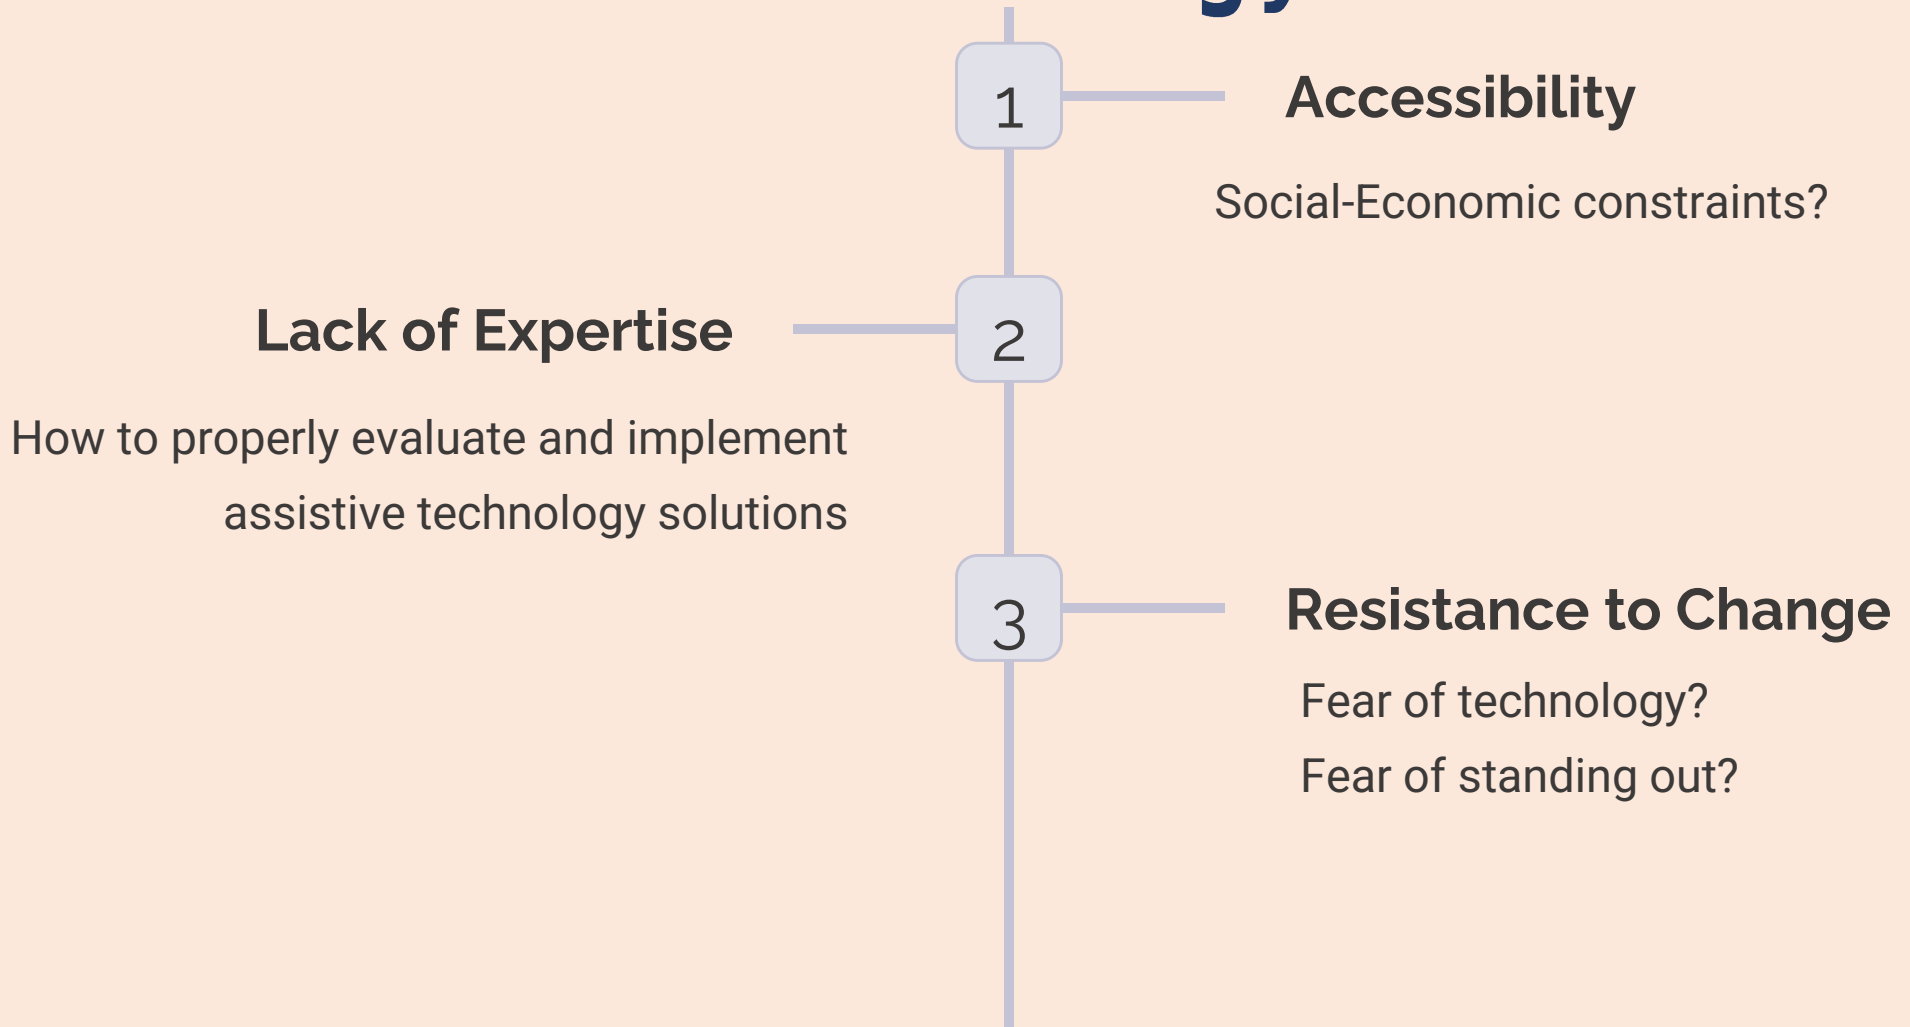 1
Accessibility
Social-Economic constraints?
2
Lack of Expertise
How to properly evaluate and implement
assistive technology solutions
3
Resistance to Change
Fear of technology?
Fear of standing out?